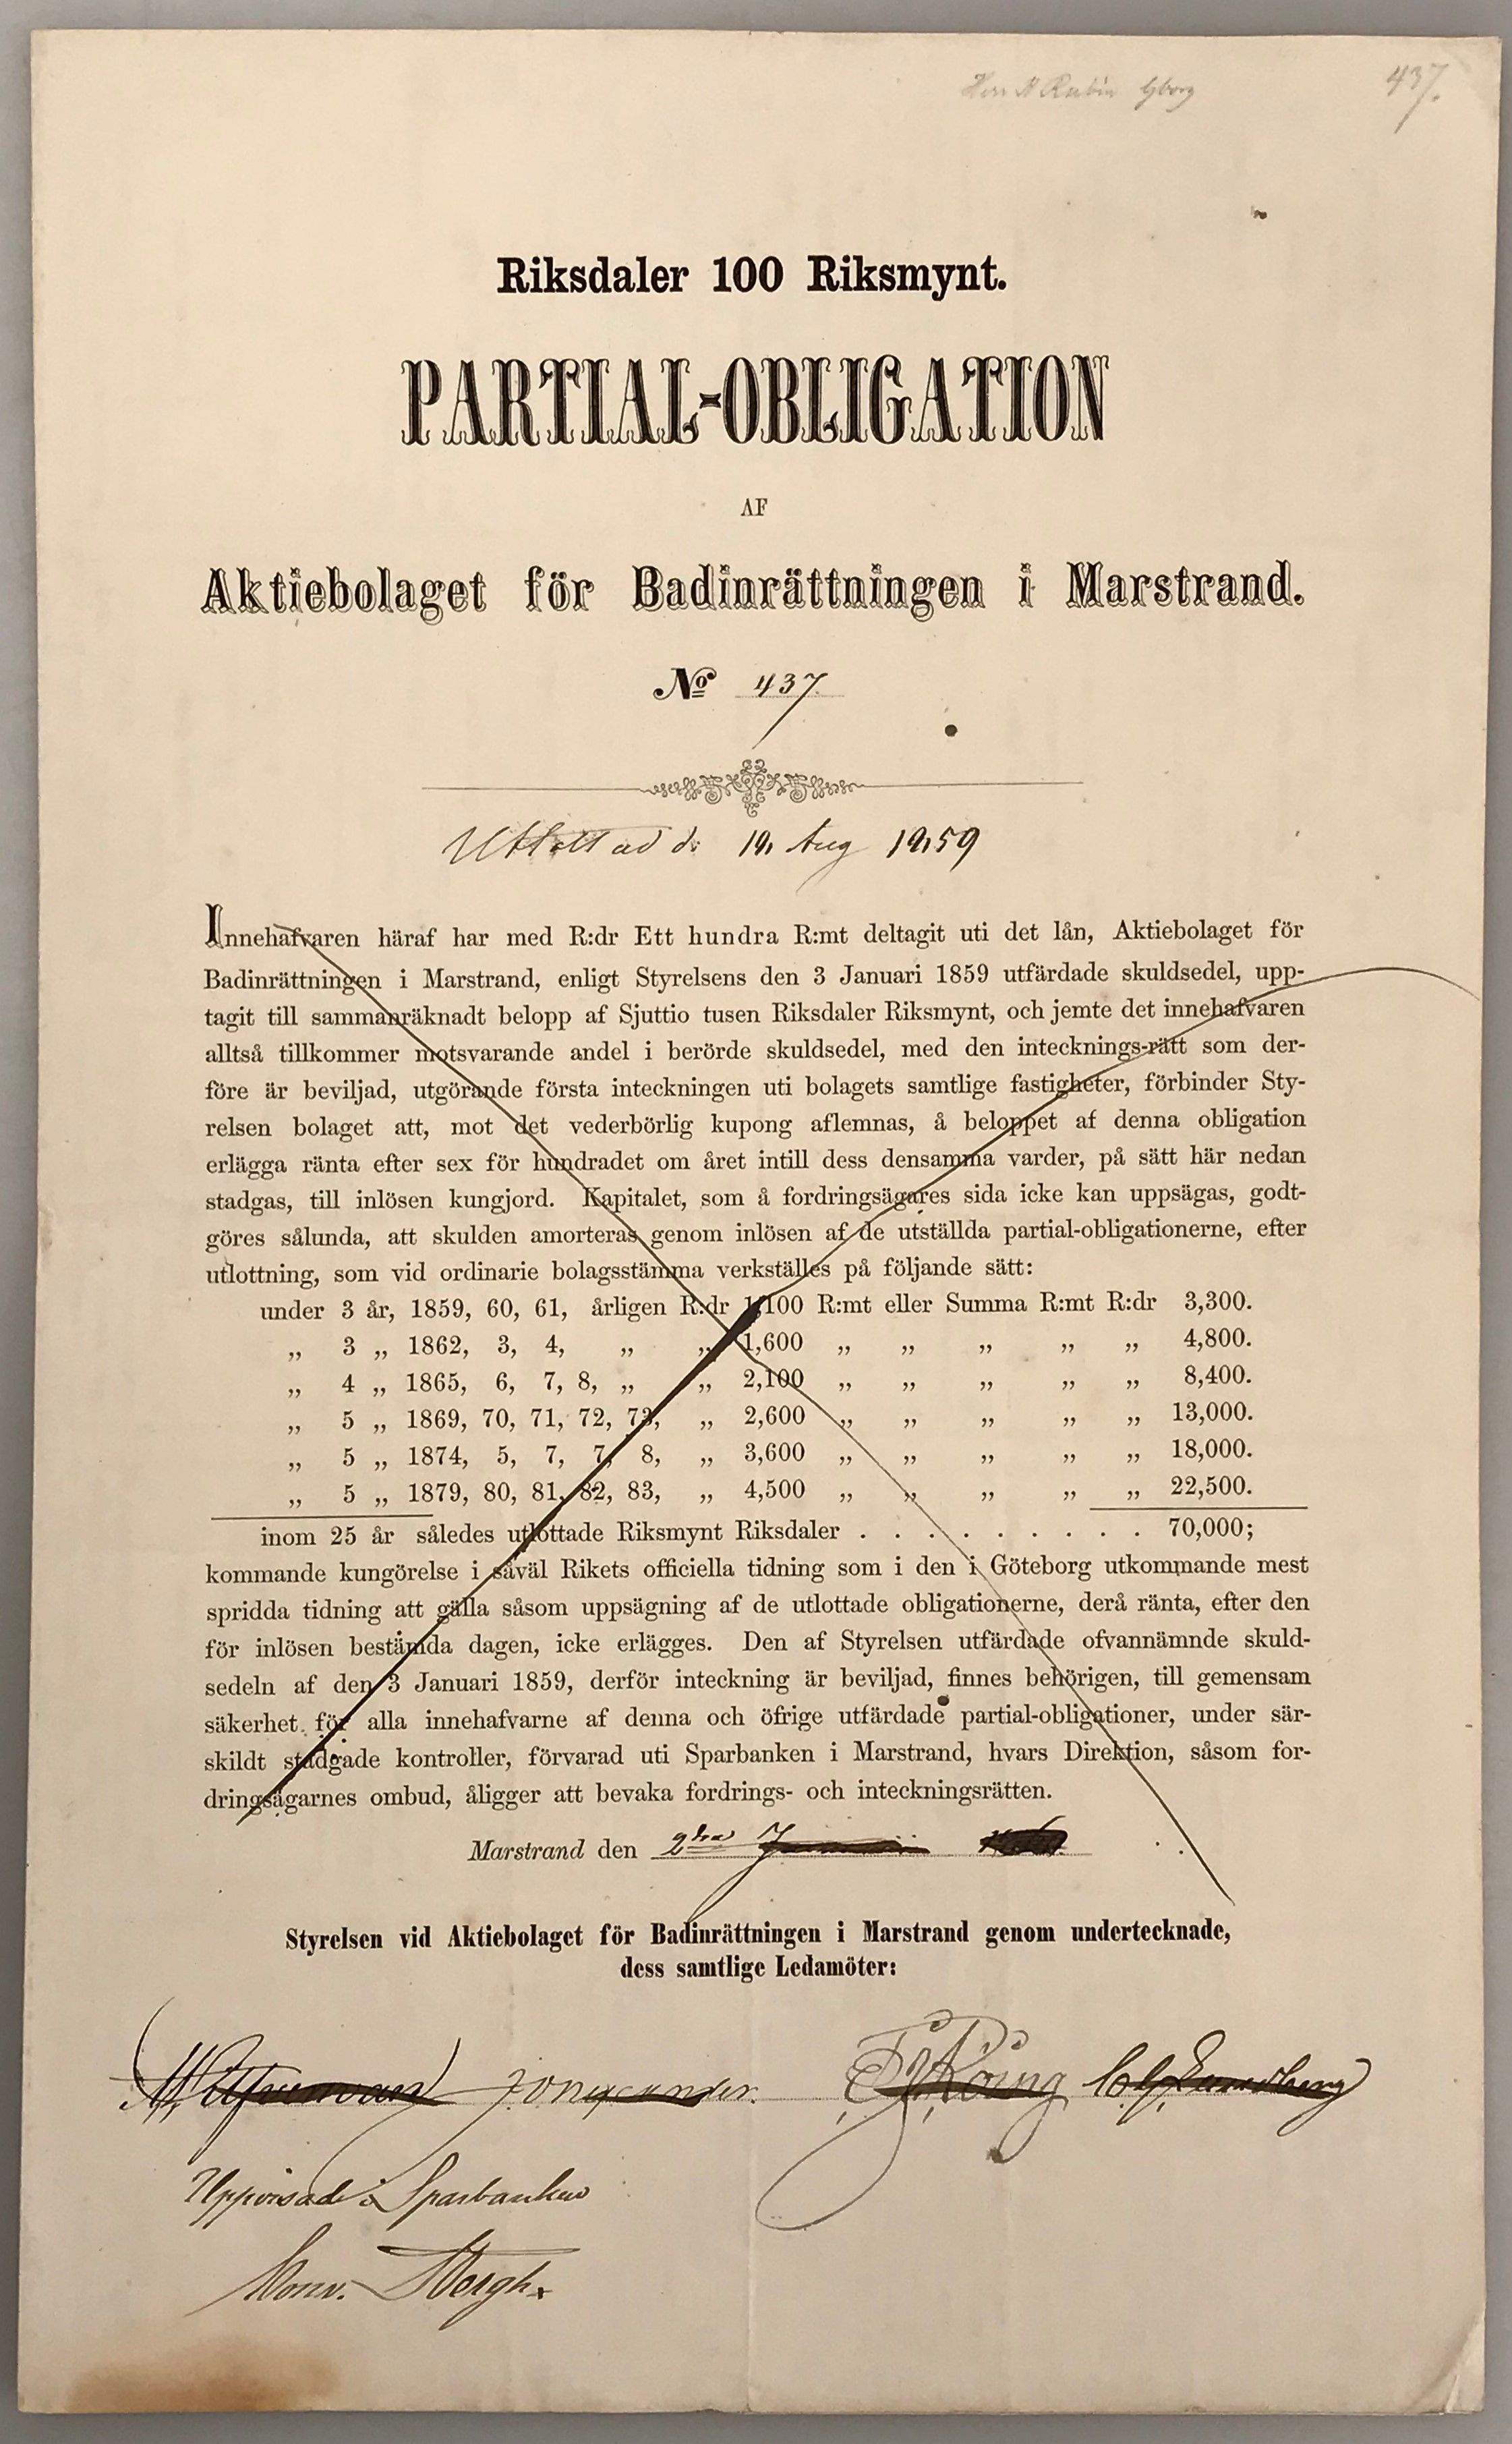 Herr Rubin Gborg 437.
Riksdaler 100 Riksmynt.
PARTIAL-OBLIGATION
AF
Aktiebolaget för Badinrättningen i Marstrand.
No 437.
Utlottad d: 19, Aug 1959
Innehafvaren häraf har med R:dr Ett hundra R:mt deltagit uti det lån, Aktiebolaget för
Badinrättningen i Marstrand, enligt Styrelsens den 3 Januari 1859 utfärdade skuldsedel, upp-
tagit till sammanräknadt belopp af Sjuttio tusen Riksdaler Riksmynt, och jemte det innehafvaren
alltså tillkommer motsvarande andel i berörde skuldsedel, med den intecknings-rätt som der-
före är beviljad, utgörande första inteckningen uti bolagets samtlige fastigheter, förbinder Sty-
relsen bolaget att, mot det vederbörlig kupong aflemnas, å beloppet af denna obligation
erlägga ränta efter sex för hundradet om året intill dess densamma varder, på sätt här nedan
stadgas, till inlösen kungjord. Kapitalet, som å fordringsägares sida icke kan uppsägas, godt-
göres sålunda, att skulden amorteras genom inlösen af de utställda partial-obligationerne, efter
utlottning, som vid ordinarie bolagsstämma verkställes på följande sätt:
under 3 år, 1859, 60, 61, årligen R:dr 1,100 R:mt eller Summa R:mt R:dr 3,300.
„ 3 „ 1862, 3, 4, „ „ 1,600 „ „ „ „ „ 4,800.
„ 4 „ 1865, 6, 7, 8, „ „ 2,100 „ „ „ „ „ 8,400.
„ 5 „ 1869, 70, 71, 72, 73, „ 2,600 „ „ „ „ „ 13,000.
„ 5 „ 1874, 5, 7, 7, 8, „ 3,600 „ „ „ „ „ 18,000.
„ 5 „ 1879, 80, 81, 82, 83, „ 4,500 „ „ „ „ „ 22,500.
inom 25 år således utlottade Riksmynt Riksdaler . . . . . . . . . 70,000;
kommande kungörelse i såväl Rikets officiella tidning som i den i Göteborg utkommande mest
spridda tidning att gälla såsom uppsägning af de utlottade obligationerne, derå ränta, efter den
för inlösen bestämda dagen, icke erlägges. Den af Styrelsen utfärdade ofvannämnde skuld-
sedeln af den 3 Januari 1859, derför inteckning är beviljad, finnes behörigen, till gemensam
säkerhet för alla innehafvarne af denna och öfrige utfärdade partial-obligationer, under sär-
skildt stadgade kontroller, förvarad uti Sparbanken i Marstrand, hvars Direktion, såsom for-
dringsägarnes ombud, åligger att bevaka fordrings- och inteckningsrätten.
Marstrand den 2dra
Styrelsen vid Aktiebolaget för Badinrättningen i Marstrand genom undertecknade,
dess samtlige Ledamöter:
Uppvisad i Sparbanken